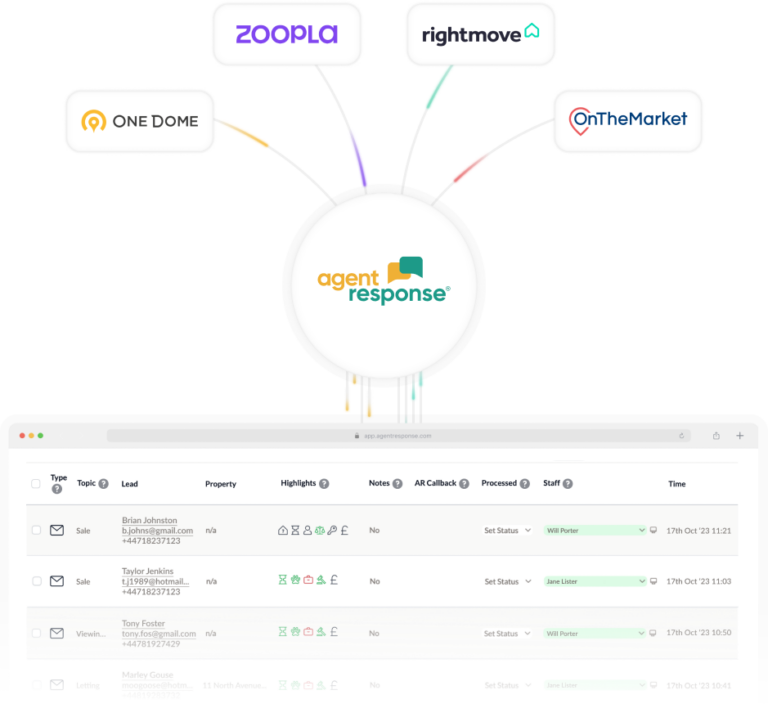 ZOOPLA
rightmove
ONE DOME
OnTheMarket
agent
response®
app.agentresponse.com
Type ?
Topic ?
Lead
Property
Highlights ?
Notes ?
AR Callback ?
Processed ?
Staff ?
Time
Sale
Brian Johnston
b.johns@gmail.com
+44718237123
n/a
No
Set Status
Will Porter
17th Oct '23 11:21
Sale
Taylor Jenkins
t.j1989@hotmail...
+44718237123
n/a
No
Set Status
Jane Lister
17th Oct '23 11:03
Viewin...
Tony Foster
tony.fos@gmail.com
+44781927429
n/a
No
Set Status
Will Porter
17th Oct '23 10:50
Letting
Marley Gouse
11 North Avenue...
No
Set Status
Jane Lister
17th Oct '23 10:41